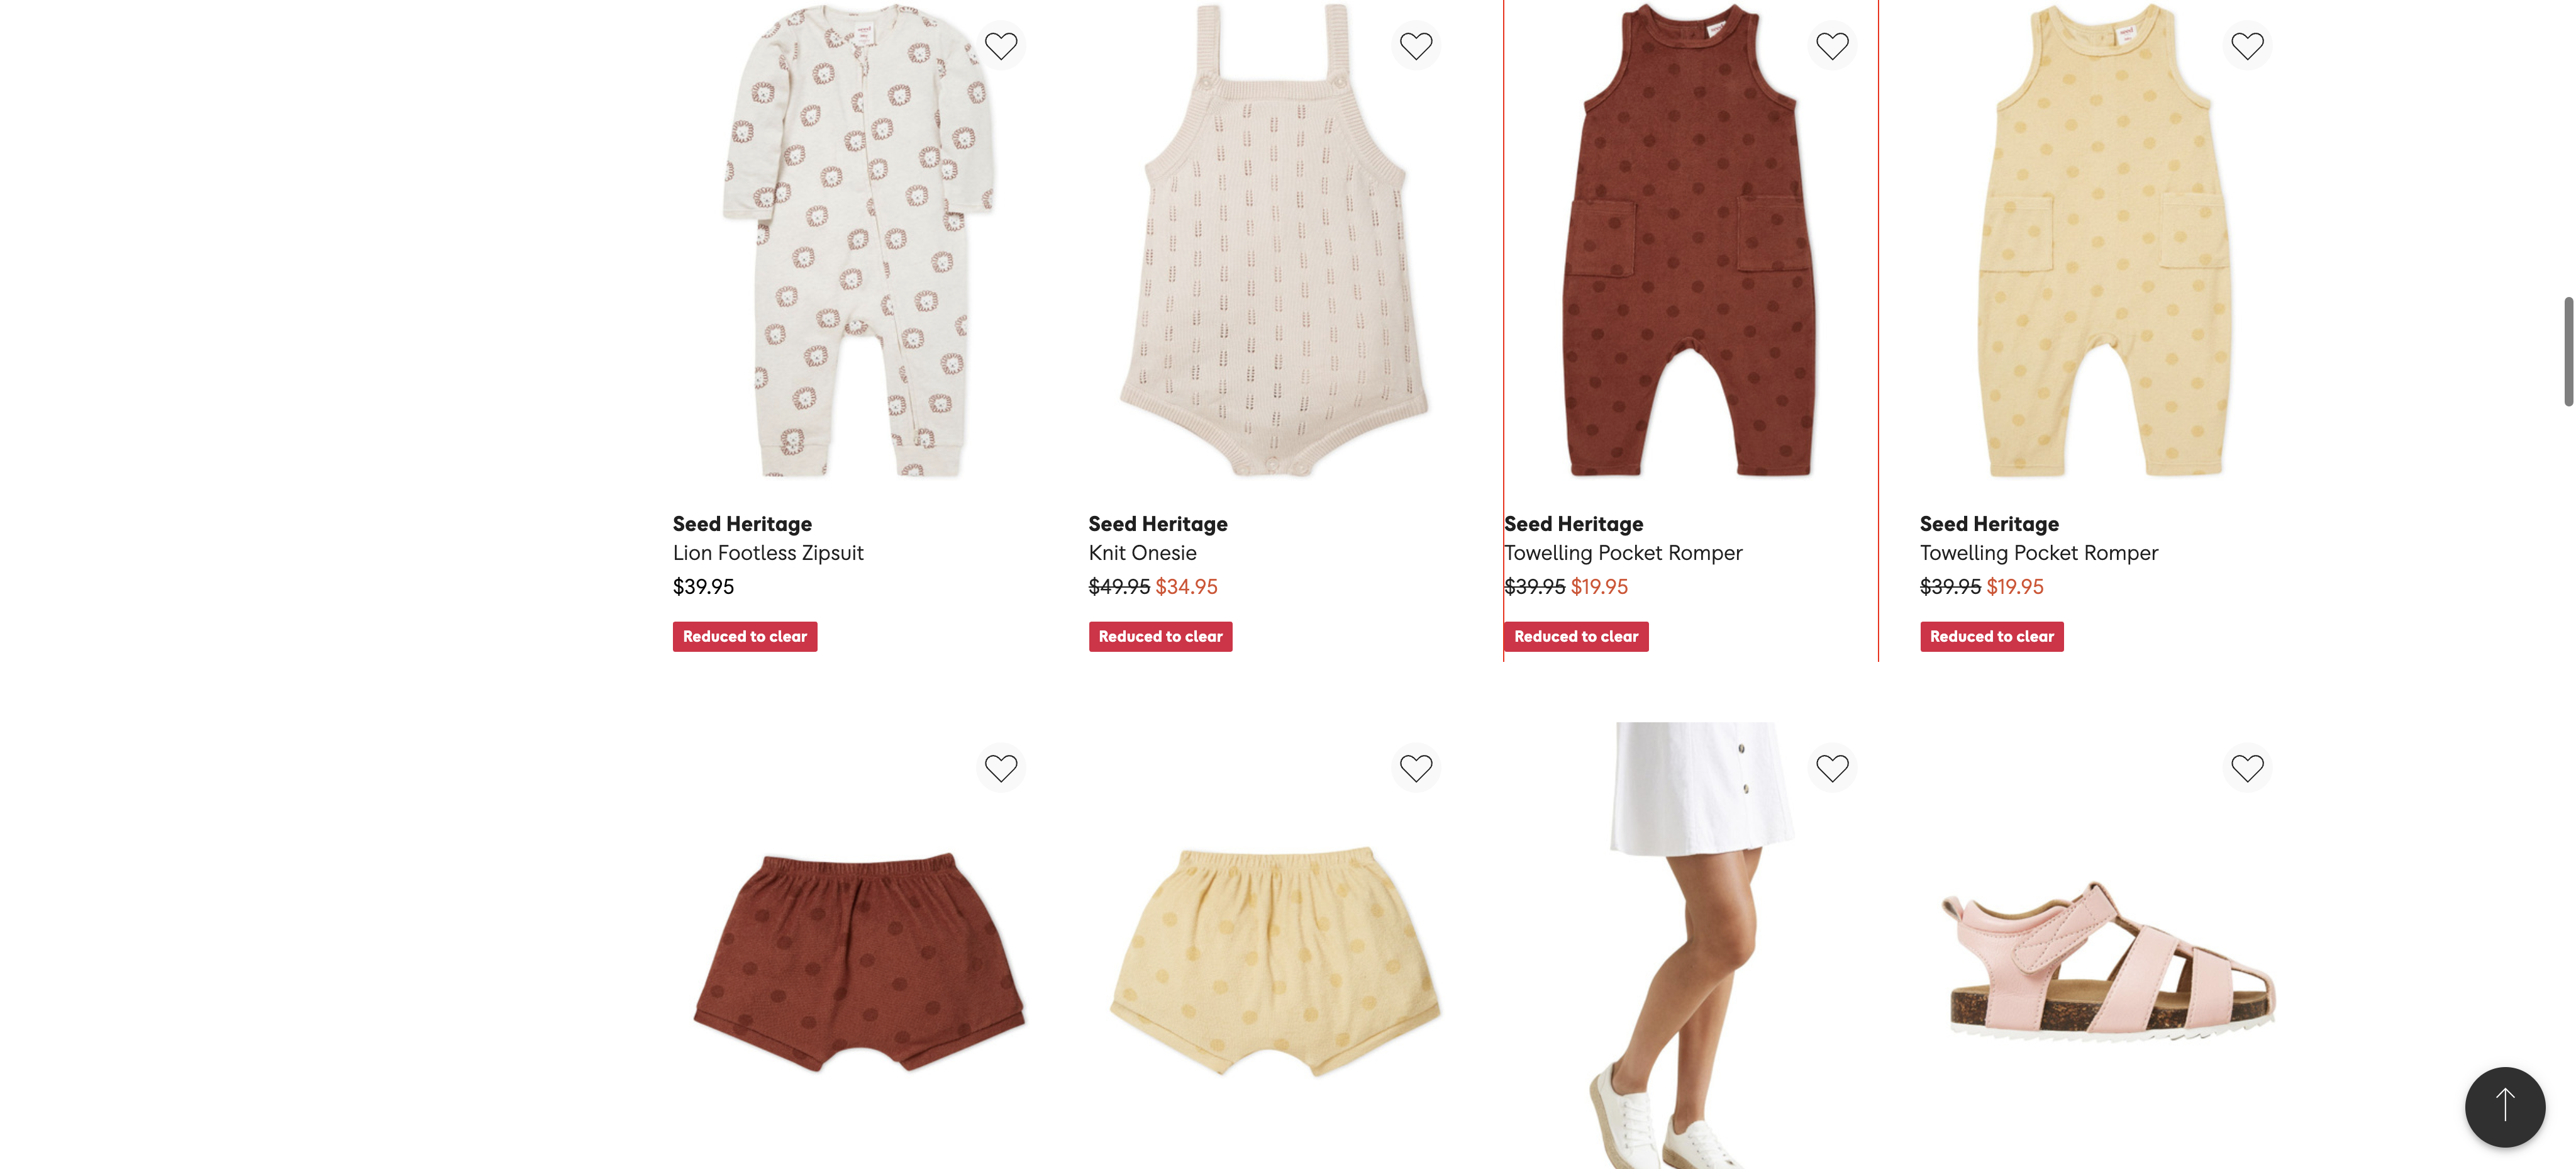 Seed Heritage
Lion Footless Zipsuit
$39.95
Reduced to clear
Seed Heritage
Knit Onesie
$49.95 $34.95
Reduced to clear
Seed Heritage
Towelling Pocket Romper
$39.95 $19.95
Reduced to clear
Seed Heritage
Towelling Pocket Romper
$39.95 $19.95
Reduced to clear